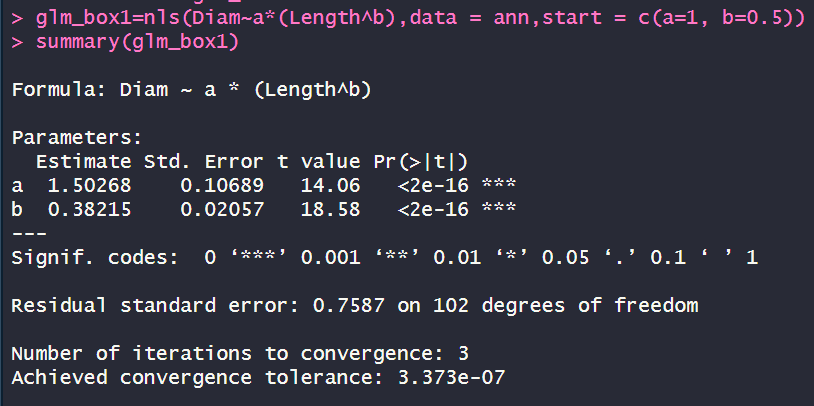 > glm_box1=nls(Diam~a*(Length^b),data = ann,start = c(a=1, b=0.5))
> summary(glm_box1)
Formula: Diam ~ a * (Length^b)
Parameters:
  Estimate Std. Error t value Pr(>|t|)
a  1.50268    0.10689   14.06   <2e-16 ***
b  0.38215    0.02057   18.58   <2e-16 ***
---
Signif. codes:  0 ‘***’ 0.001 ‘**’ 0.01 ‘*’ 0.05 ‘.’ 0.1 ‘ ’ 1
Residual standard error: 0.7587 on 102 degrees of freedom
Number of iterations to convergence: 3
Achieved convergence tolerance: 3.373e-07